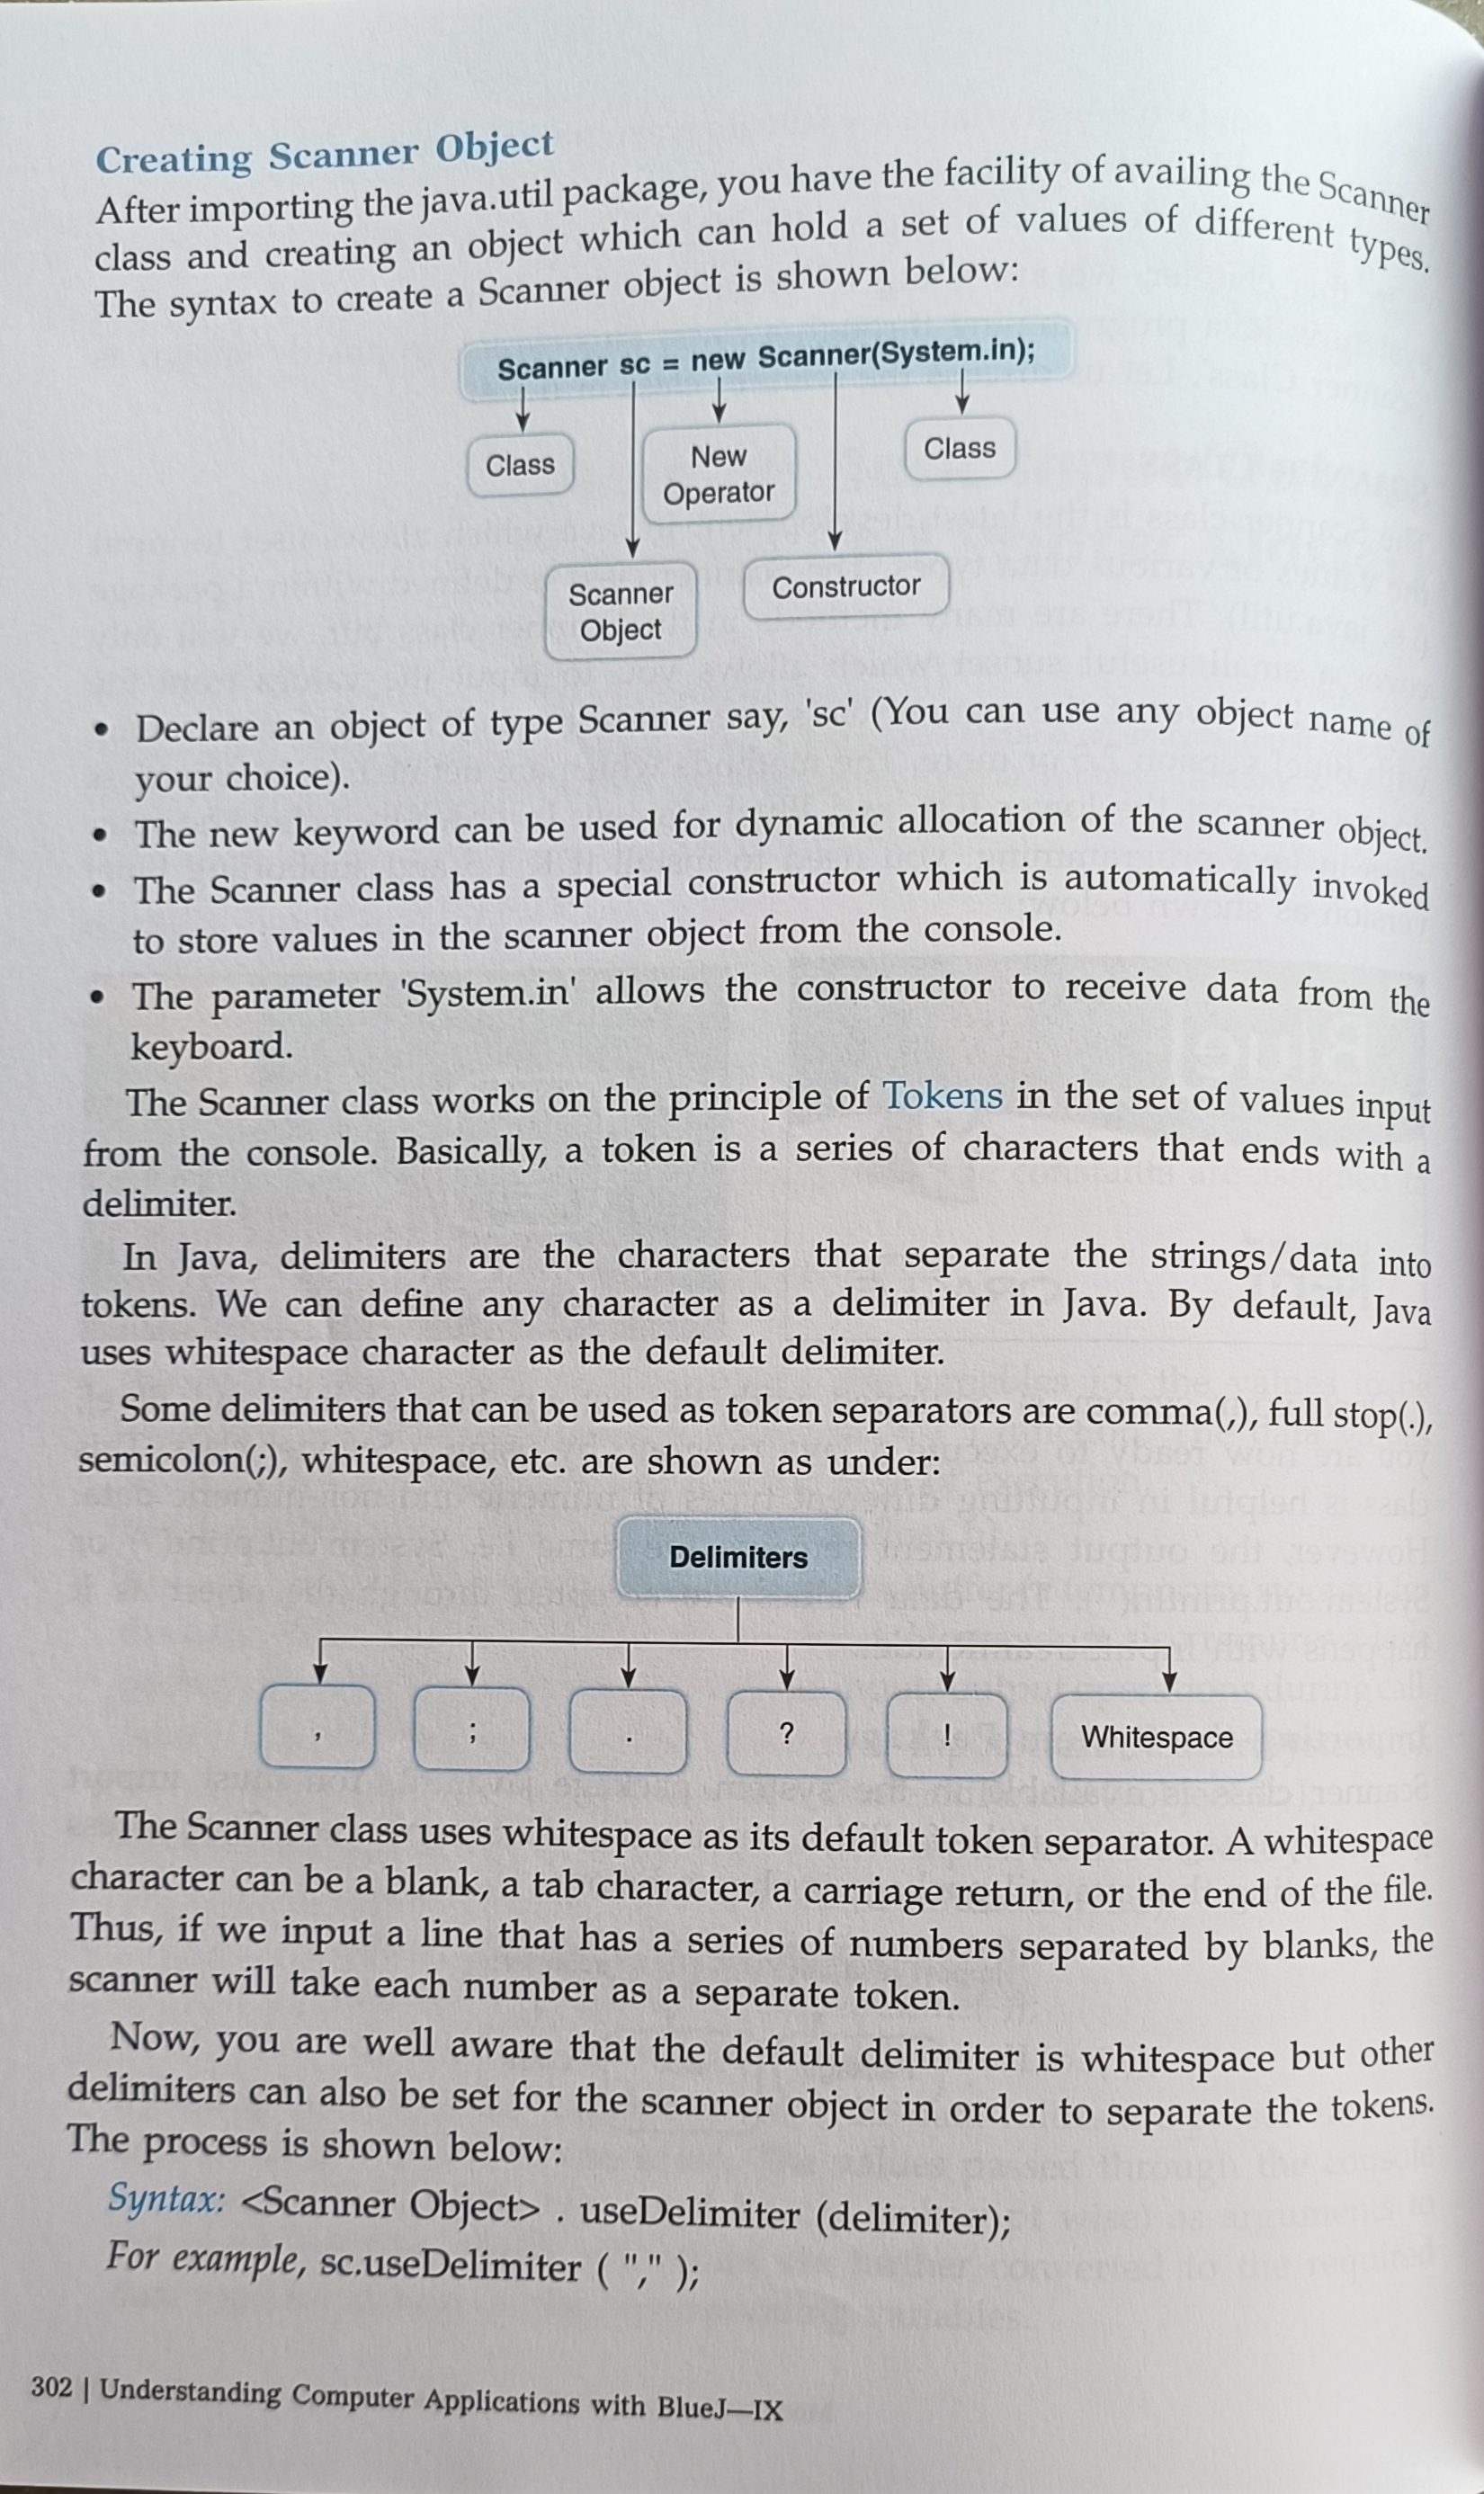 Creating Scanner Object
After importing the java.util package, you have the facility of availing the Scanner
class and creating an object which can hold a set of values of different types.
The syntax to create a Scanner object is shown below:
Scanner sc = new Scanner(System.in);
Class
New
Operator
Class
Scanner
Object
Constructor
• Declare an object of type Scanner say, 'sc' (You can use any object name of
your choice).
• The new keyword can be used for dynamic allocation of the scanner object.
• The Scanner class has a special constructor which is automatically invoked
to store values in the scanner object from the console.
• The parameter 'System.in' allows the constructor to receive data from the
keyboard.
The Scanner class works on the principle of Tokens in the set of values input
from the console. Basically, a token is a series of characters that ends with a
delimiter.
In Java, delimiters are the characters that separate the strings/data into
tokens. We can define any character as a delimiter in Java. By default, Java
uses whitespace character as the default delimiter.
Some delimiters that can be used as token separators are comma(,), full stop(.),
semicolon(;), whitespace, etc. are shown as under:
Delimiters
, ; . ? ! Whitespace
The Scanner class uses whitespace as its default token separator. A whitespace
character can be a blank, a tab character, a carriage return, or the end of the file.
Thus, if we input a line that has a series of numbers separated by blanks, the
scanner will take each number as a separate token.
Now, you are well aware that the default delimiter is whitespace but other
delimiters can also be set for the scanner object in order to separate the tokens.
The process is shown below:
Syntax: <Scanner Object> . useDelimiter (delimiter);
For example, sc.useDelimiter ( "," );
302 | Understanding Computer Applications with BlueJ—IX